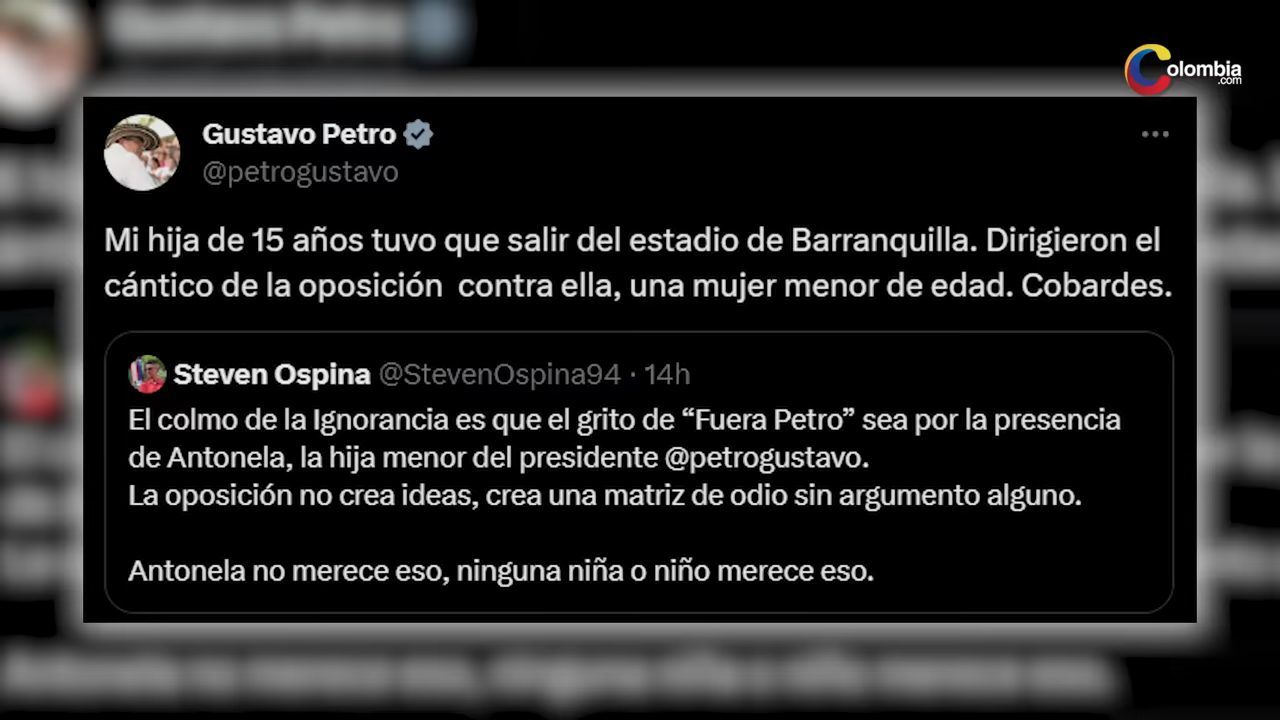 Colombia
.com
Gustavo Petro
@petrogustavo
Mi hija de 15 años tuvo que salir del estadio de Barranquilla. Dirigieron el
cántico de la oposición  contra ella, una mujer menor de edad. Cobardes.
Steven Ospina @StevenOspina94 · 14h
El colmo de la Ignorancia es que el grito de “Fuera Petro” sea por la presencia
de Antonela, la hija menor del presidente @petrogustavo.
La oposición no crea ideas, crea una matriz de odio sin argumento alguno.
Antonela no merece eso, ninguna niña o niño merece eso.